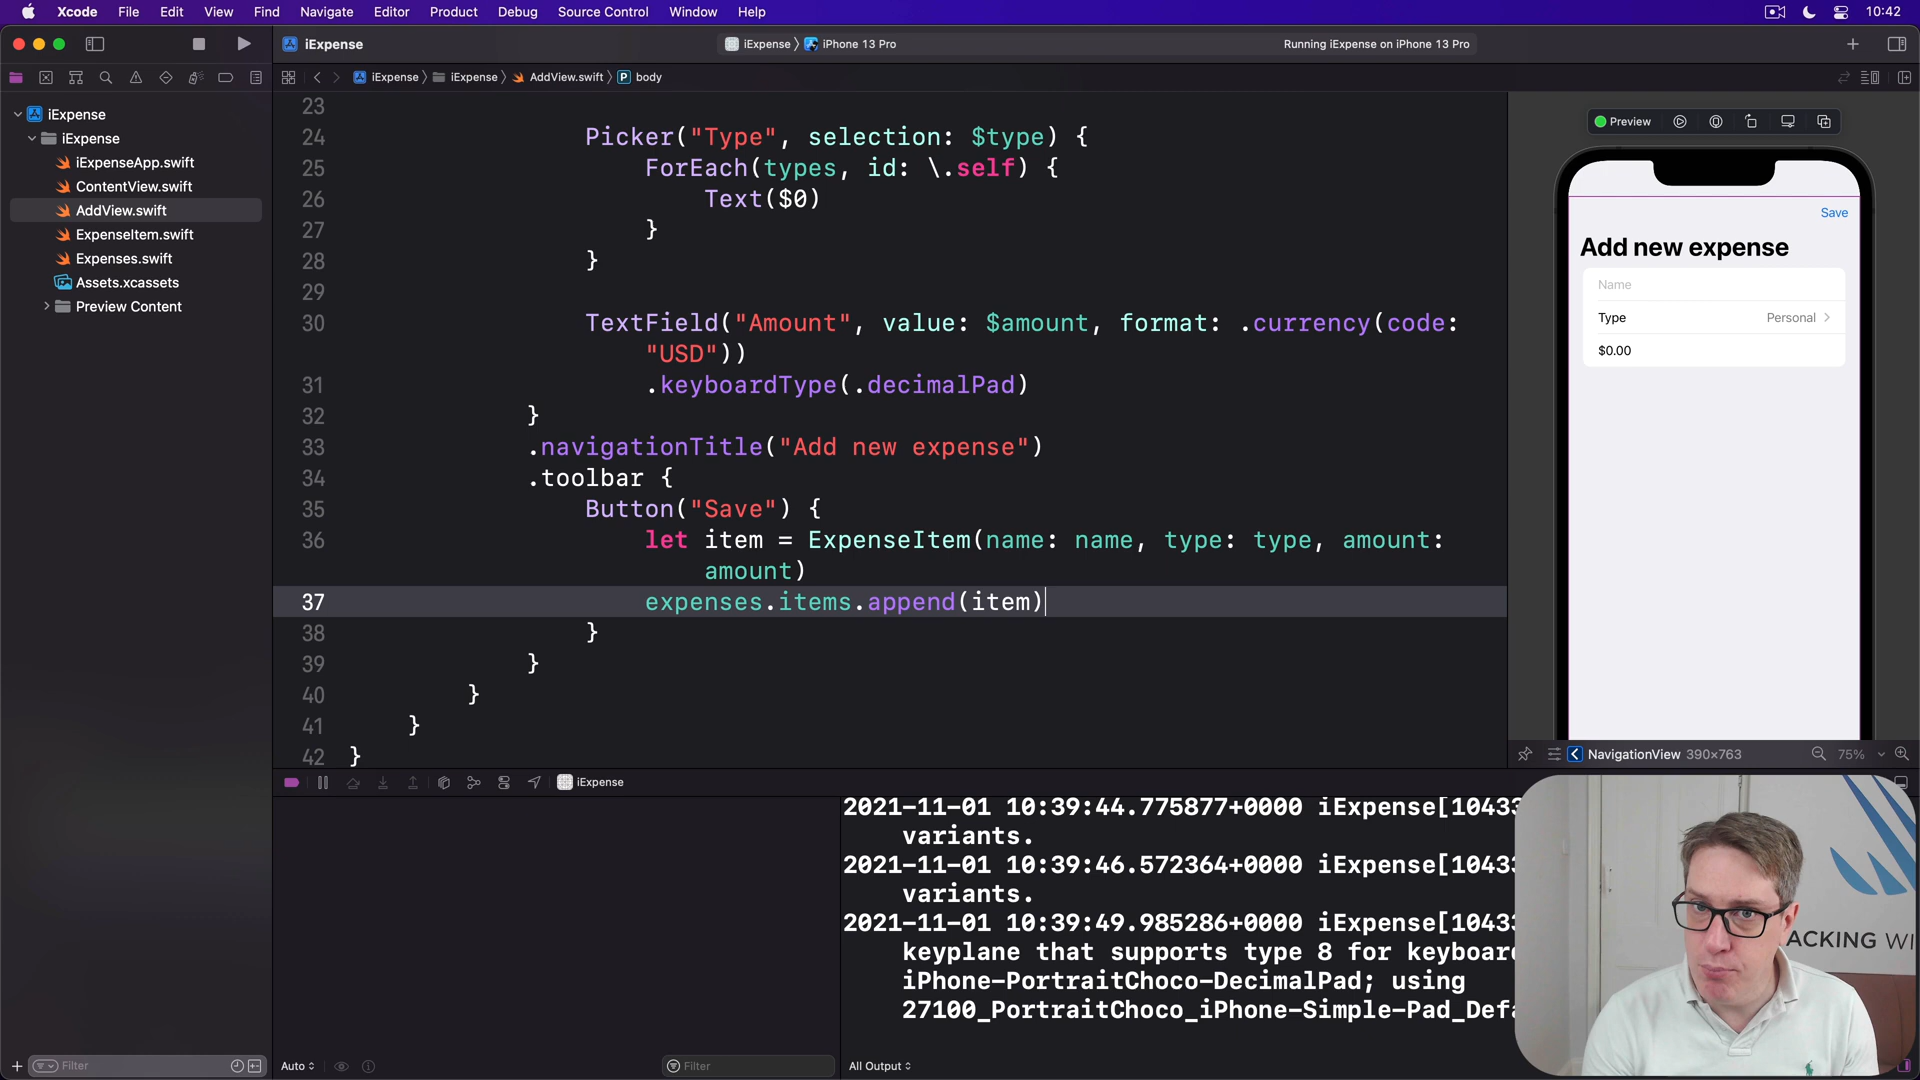 Xcode File Edit View Find Navigate Editor Product Debug Source Control Window Help 10:42
iExpense iExpense iPhone 13 Pro Running iExpense on iPhone 13 Pro
iExpense iExpense AddView.swift P body
iExpense
iExpense
iExpenseApp.swift
ContentView.swift
AddView.swift
ExpenseItem.swift
Expenses.swift
Assets.xcassets
Preview Content
23
24 Picker("Type", selection: $type) {
25 ForEach(types, id: \.self) {
26 Text($0)
27 }
28 }
29
30 TextField("Amount", value: $amount, format: .currency(code:
"USD"))
31 .keyboardType(.decimalPad)
32 }
33 .navigationTitle("Add new expense")
34 .toolbar {
35 Button("Save") {
36 let item = ExpenseItem(name: name, type: type, amount:
amount)
37 expenses.items.append(item)
38 }
39 }
40 }
41 }
42 }
Preview
Save
Add new expense
Name
Type Personal
$0.00
NavigationView 390×763 75%
iExpense
2021-11-01 10:39:44.775877+0000 iExpense[10433
variants.
2021-11-01 10:39:46.572364+0000 iExpense[10433
variants.
2021-11-01 10:39:49.985286+0000 iExpense[10433
keyplane that supports type 8 for keyboar
iPhone-PortraitChoco-DecimalPad; using
27100_PortraitChoco_iPhone-Simple-Pad_Defa
ACKING WI
Filter Auto Filter All Output